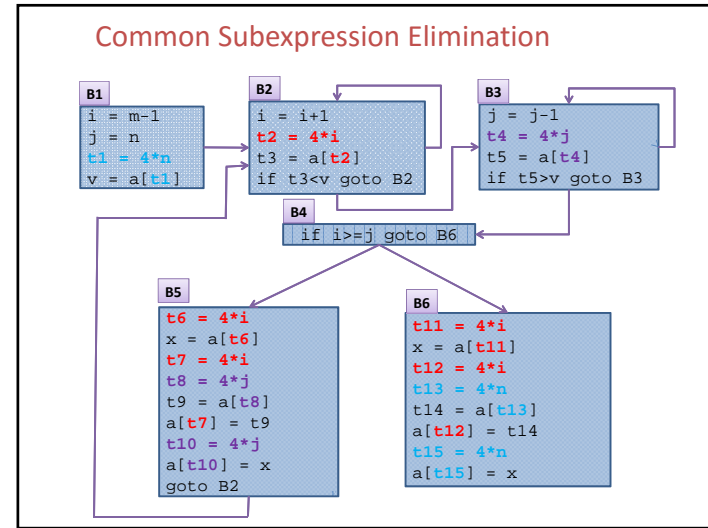 Common Subexpression Elimination
B1
i = m-1
j = n
t1 = 4*n
v = a[t1]
B2
i = i+1
t2 = 4*i
t3 = a[t2]
if t3<v goto B2
B3
j = j-1
t4 = 4*j
t5 = a[t4]
if t5>v goto B3
B4
if i>=j goto B6
B5
t6 = 4*i
x = a[t6]
t7 = 4*i
t8 = 4*j
t9 = a[t8]
a[t7] = t9
t10 = 4*j
a[t10] = x
goto B2
B6
t11 = 4*i
x = a[t11]
t12 = 4*i
t13 = 4*n
t14 = a[t13]
a[t12] = t14
t15 = 4*n
a[t15] = x